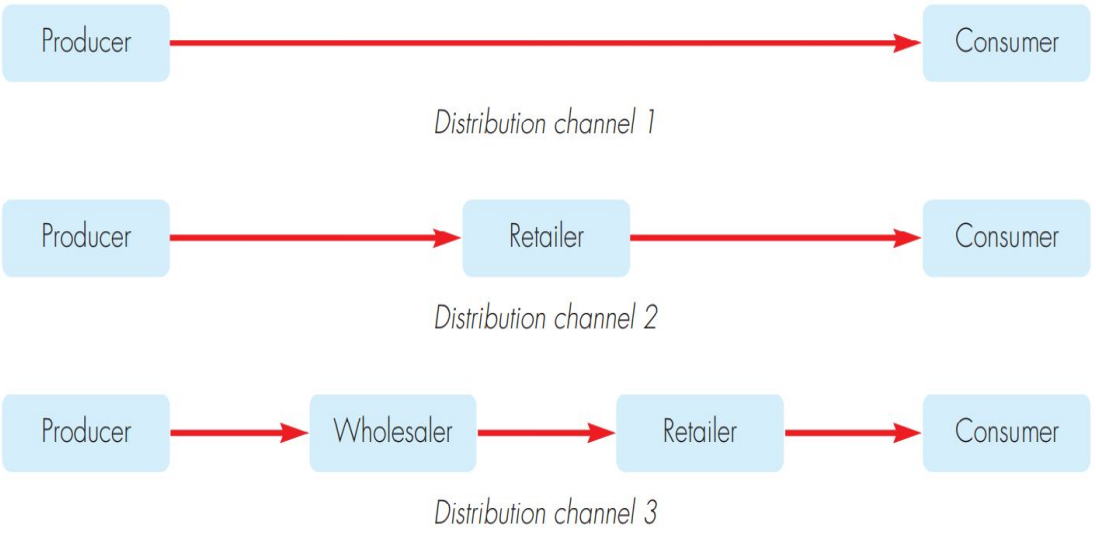 Producer Consumer
Distribution channel 1
Producer Retailer Consumer
Distribution channel 2
Producer Wholesaler Retailer Consumer
Distribution channel 3